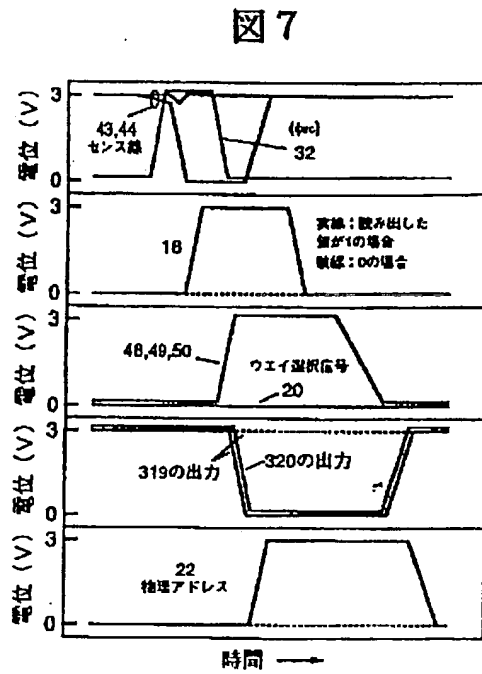 図7
電位(V)
3
0
43,44
センス線
(φrc)
32
電位(V)
3
0
18
実線:読み出した
値が1の場合
破線:0の場合
電位(V)
3
0
48,49,50
ウエイ選択信号
20
電位(V)
3
0
319の出力
320の出力
電位(V)
3
0
22
物理アドレス
時間